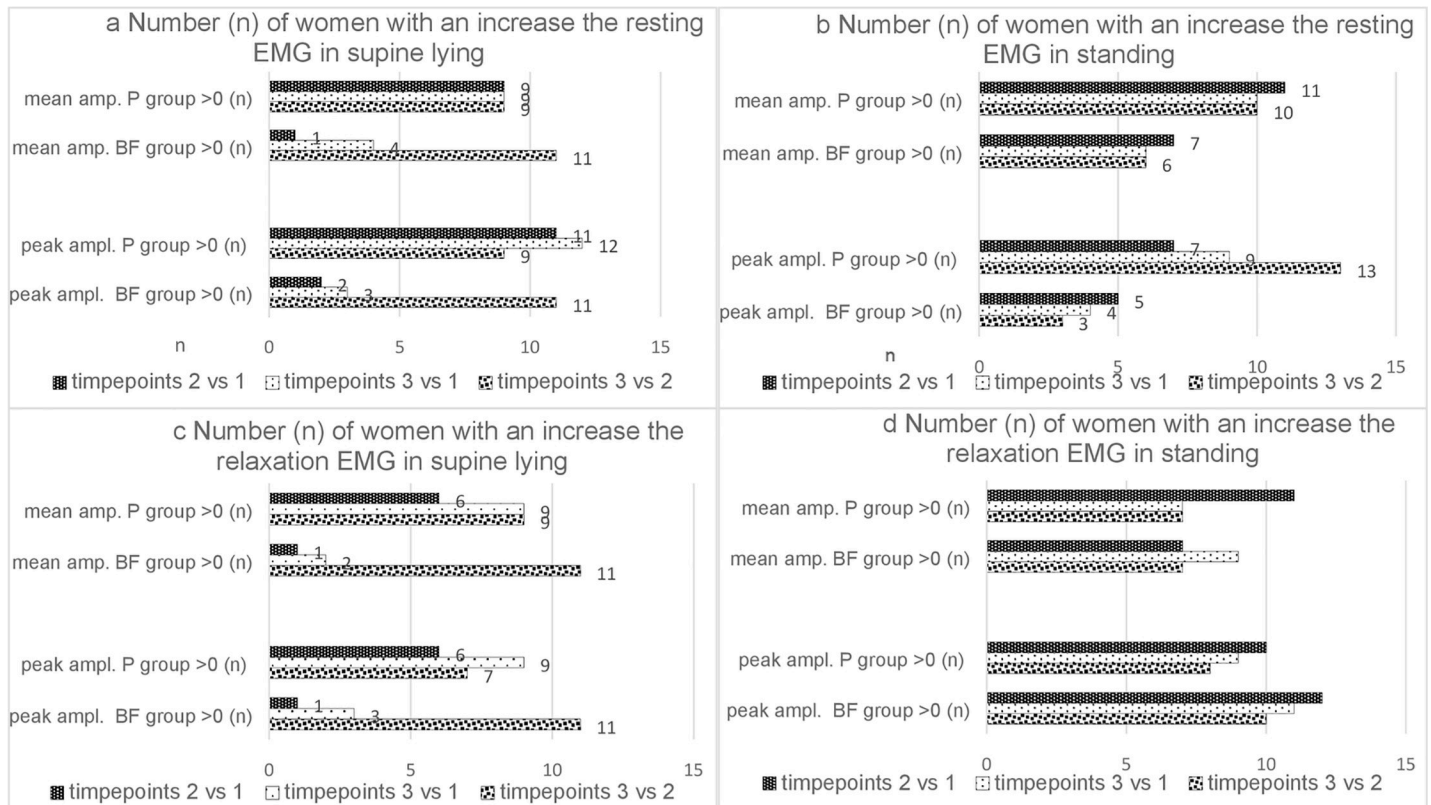 a Number (n) of women with an increase the resting
EMG in supine lying
mean amp. P group >0 (n)
9
9
9
mean amp. BF group >0 (n)
1
4
11
peak ampl. P group >0 (n)
11
12
9
peak ampl.  BF group >0 (n)
2
3
11
n
0 5 10 15
timpepoints 2 vs 1 timpepoints 3 vs 1 timpepoints 3 vs 2
b Number (n) of women with an increase the resting
EMG in standing
mean amp. P group >0 (n)
11
10
mean amp. BF group >0 (n)
7
6
peak ampl. P group >0 (n)
7
9
13
peak ampl.  BF group >0 (n)
5
4
3
n
0 5 10 15
timpepoints 2 vs 1 timpepoints 3 vs 1 timpepoints 3 vs 2
c Number (n) of women with an increase the
relaxation EMG in supine lying
mean amp. P group >0 (n)
6
9
9
mean amp. BF group >0 (n)
1
2
11
peak ampl. P group >0 (n)
6
9
7
peak ampl.  BF group >0 (n)
1
3
11
0 5 10 15
timpepoints 2 vs 1 timpepoints 3 vs 1 timpepoints 3 vs 2
d Number (n) of women with an increase the
relaxation EMG in standing
mean amp. P group >0 (n)
mean amp. BF group >0 (n)
peak ampl. P group >0 (n)
peak ampl.  BF group >0 (n)
0 5 10 15
timpepoints 2 vs 1 timpepoints 3 vs 1 timpepoints 3 vs 2